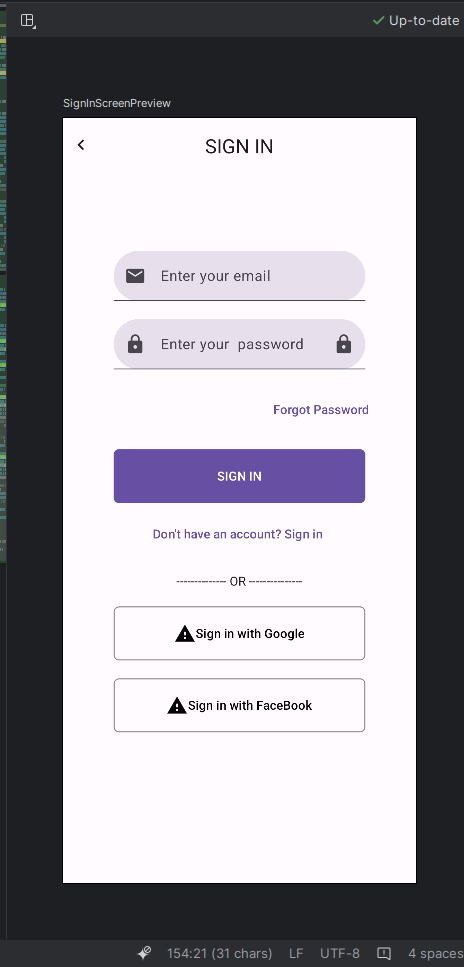 Up-to-date
SignInScreenPreview
SIGN IN
Enter your email
Enter your  password
Forgot Password
SIGN IN
Don't have an account? Sign in
-------------- OR ---------------
Sign in with Google
Sign in with FaceBook
154:21 (31 chars) LF UTF-8 4 spaces